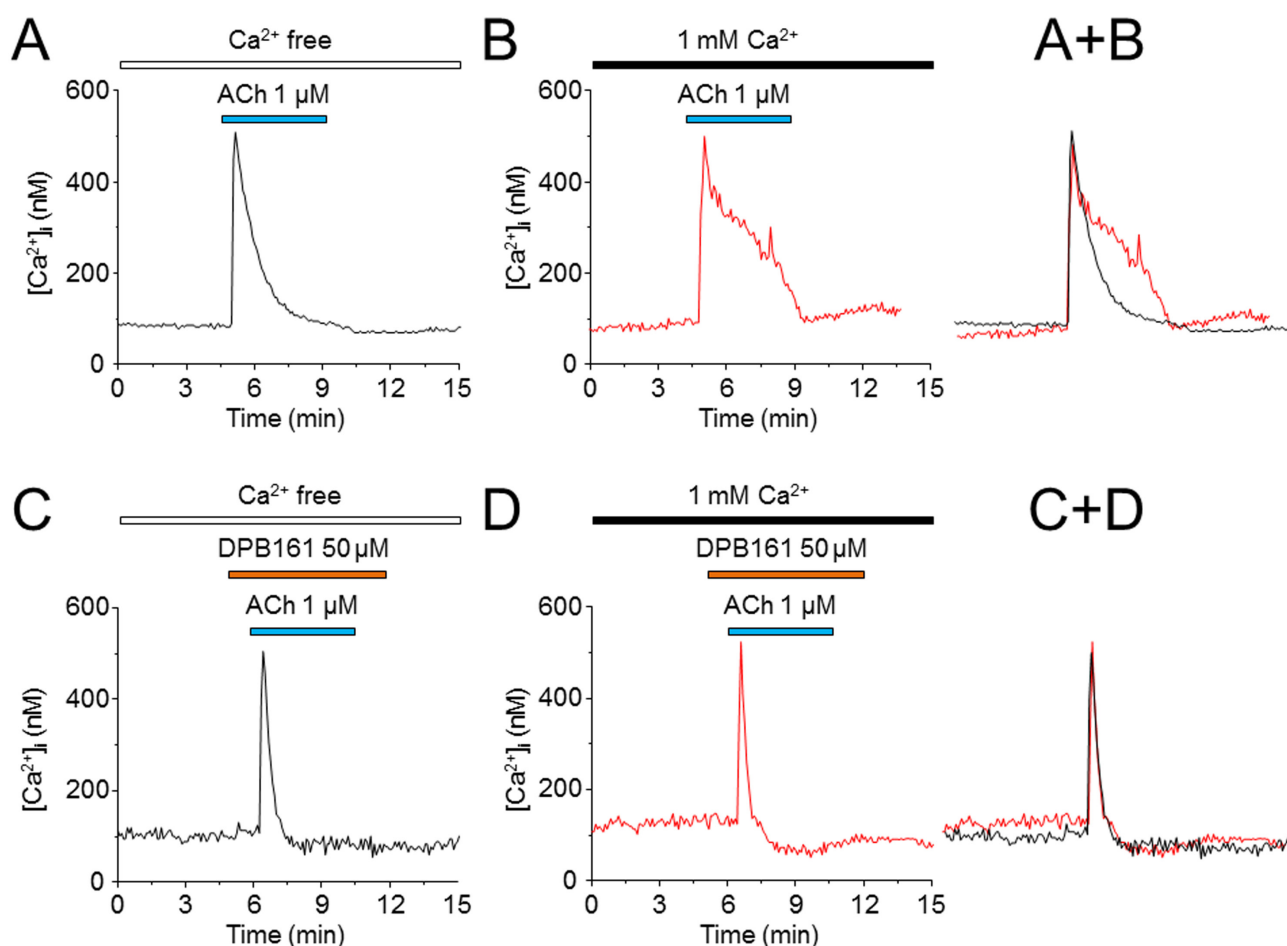 A
Ca²⁺ free
ACh 1 µM
600
400
200
0
[Ca²⁺]ᵢ (nM)
0 3 6 9 12 15
Time (min)
B
1 mM Ca²⁺
ACh 1 µM
600
400
200
0
[Ca²⁺]ᵢ (nM)
0 3 6 9 12 15
Time (min)
A+B
C
Ca²⁺ free
DPB161 50 µM
ACh 1 µM
600
400
200
0
[Ca²⁺]ᵢ (nM)
0 3 6 9 12 15
Time (min)
D
1 mM Ca²⁺
DPB161 50 µM
ACh 1 µM
600
400
200
0
[Ca²⁺]ᵢ (nM)
0 3 6 9 12 15
Time (min)
C+D